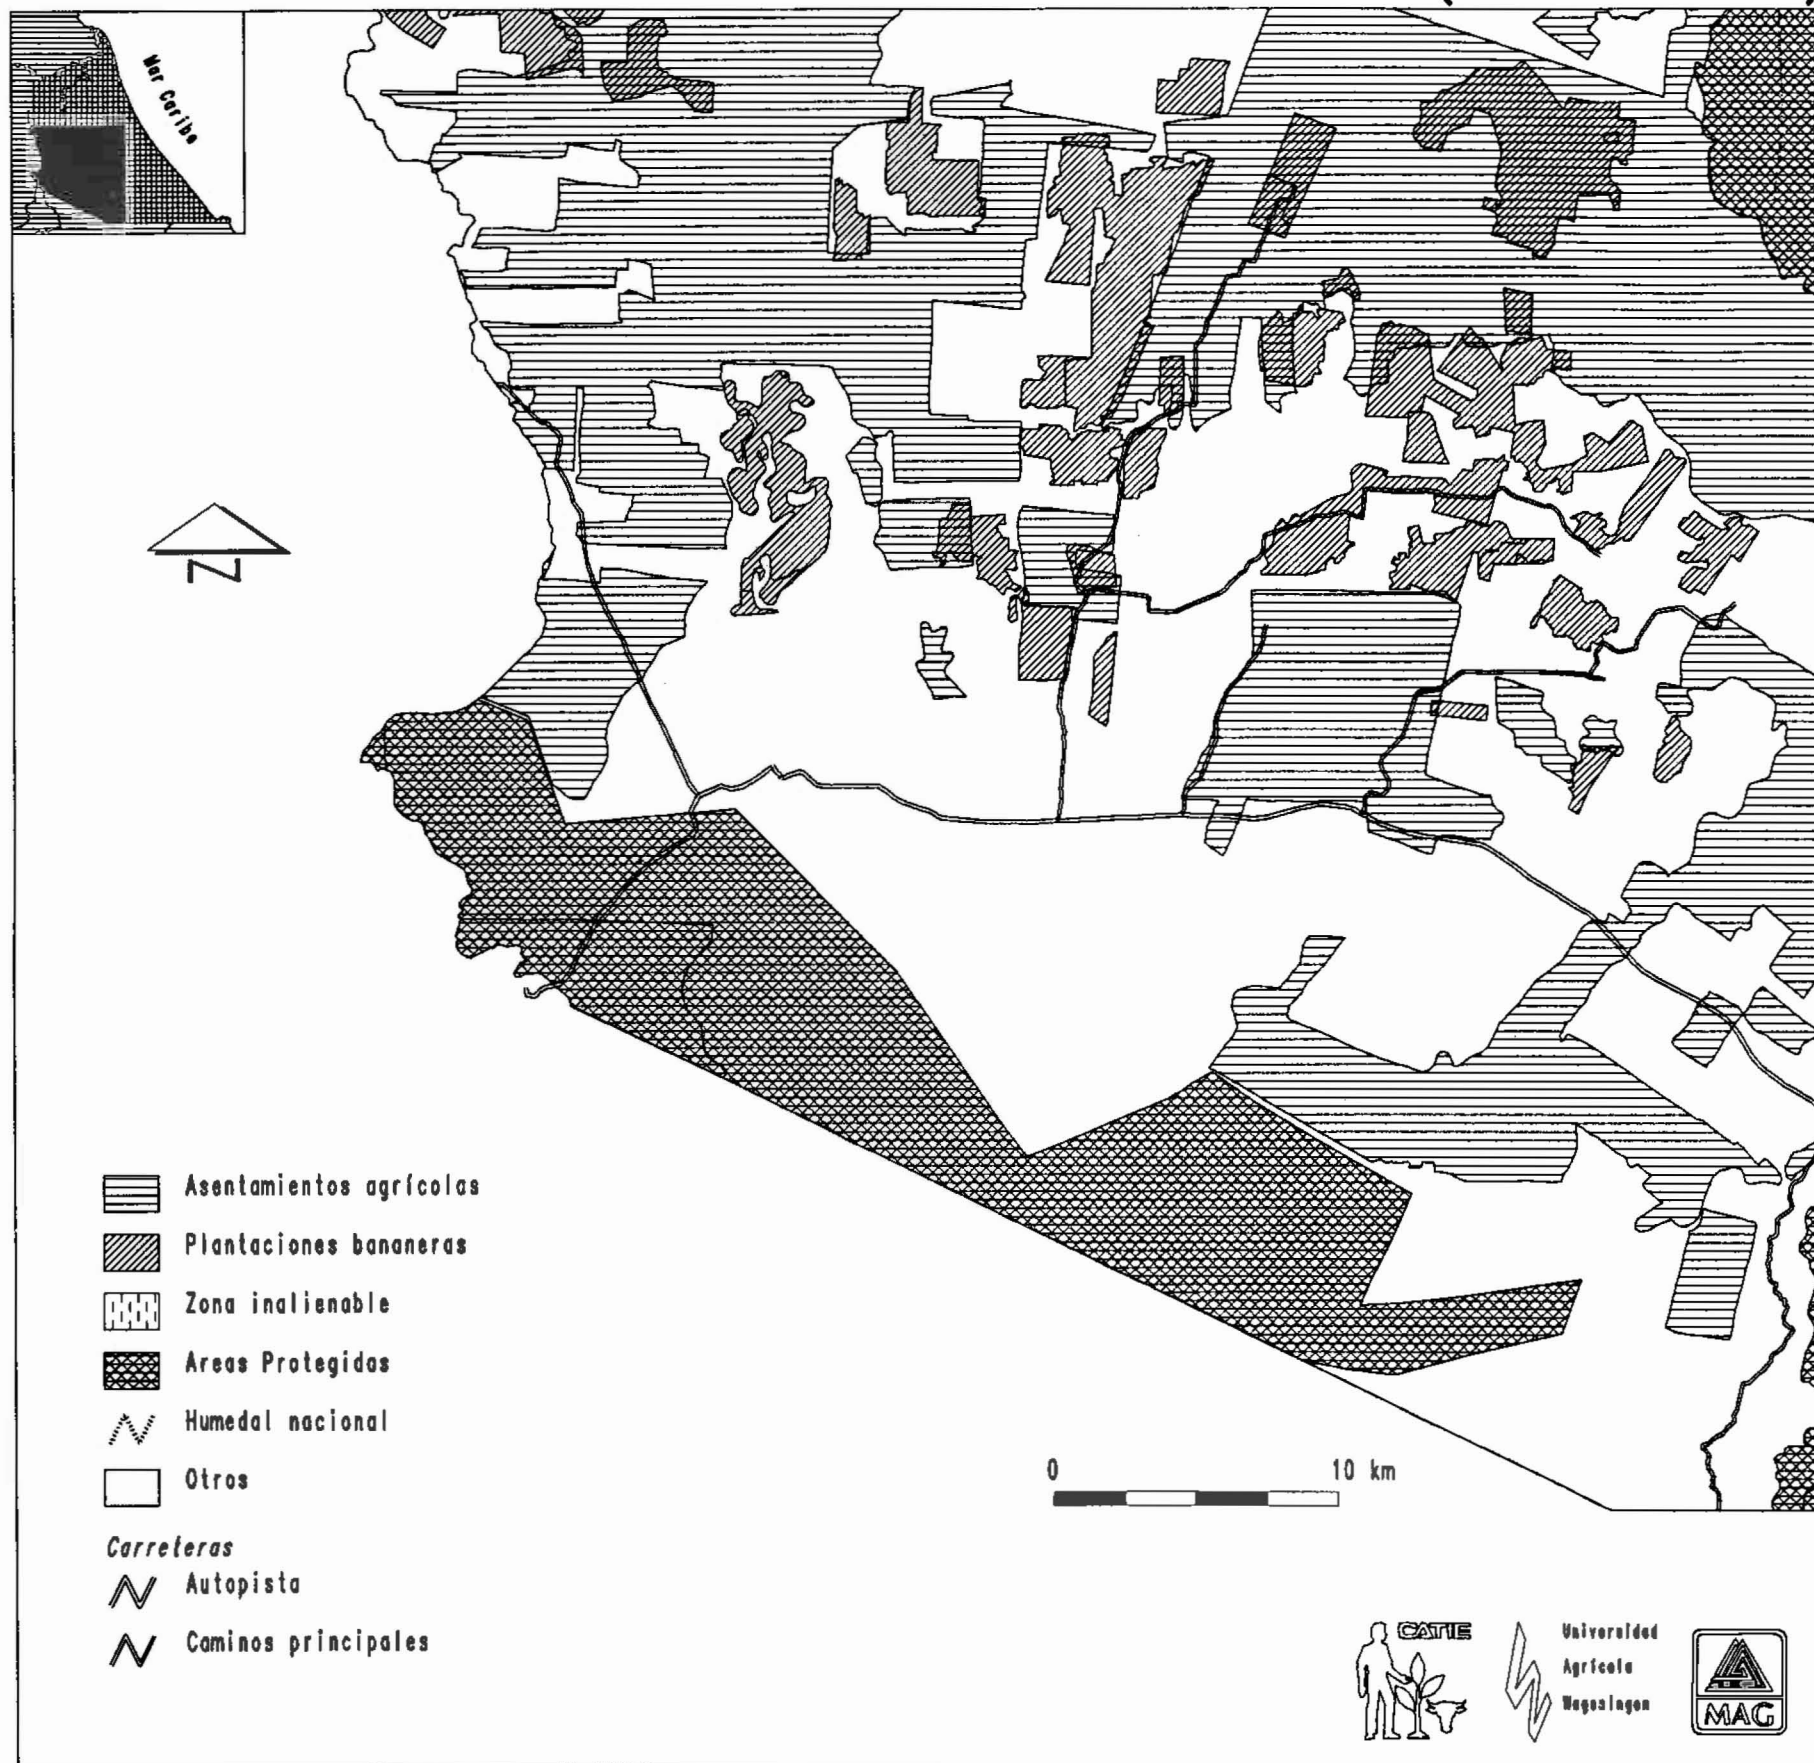 Mar Caribe
N
Asentamientos agrícolas
Plantaciones bananeras
Zona inalienable
Areas Protegidas
Humedal nacional
Otros
0 10 km
Carreteras
Autopista
Caminos principales
CATIE
Universidad
Agrícola
Wageningen
MAG